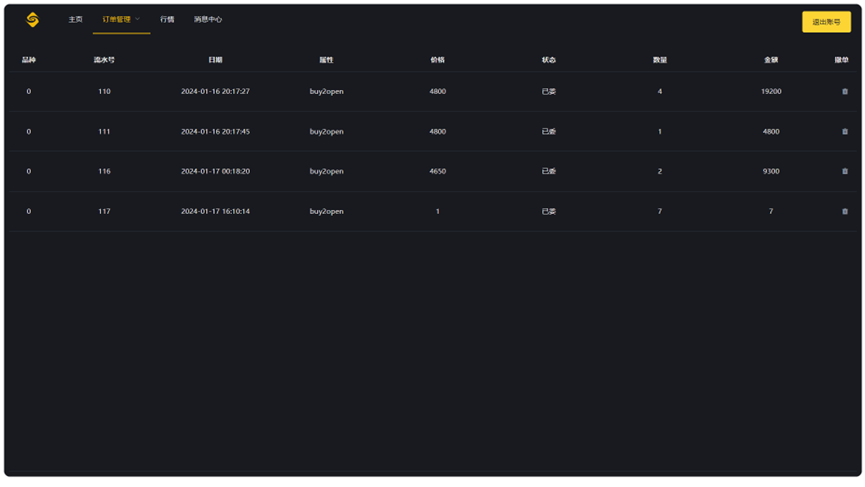 主页 订单管理 行情 消息中心 退出账号
品种 流水号 日期 属性 价格 状态 数量 金额 撤单
0 110 2024-01-16 20:17:27 buy2open 4800 已委 4 19200
0 111 2024-01-16 20:17:45 buy2open 4800 已委 1 4800
0 116 2024-01-17 00:18:20 buy2open 4650 已委 2 9300
0 117 2024-01-17 16:10:14 buy2open 1 已委 7 7